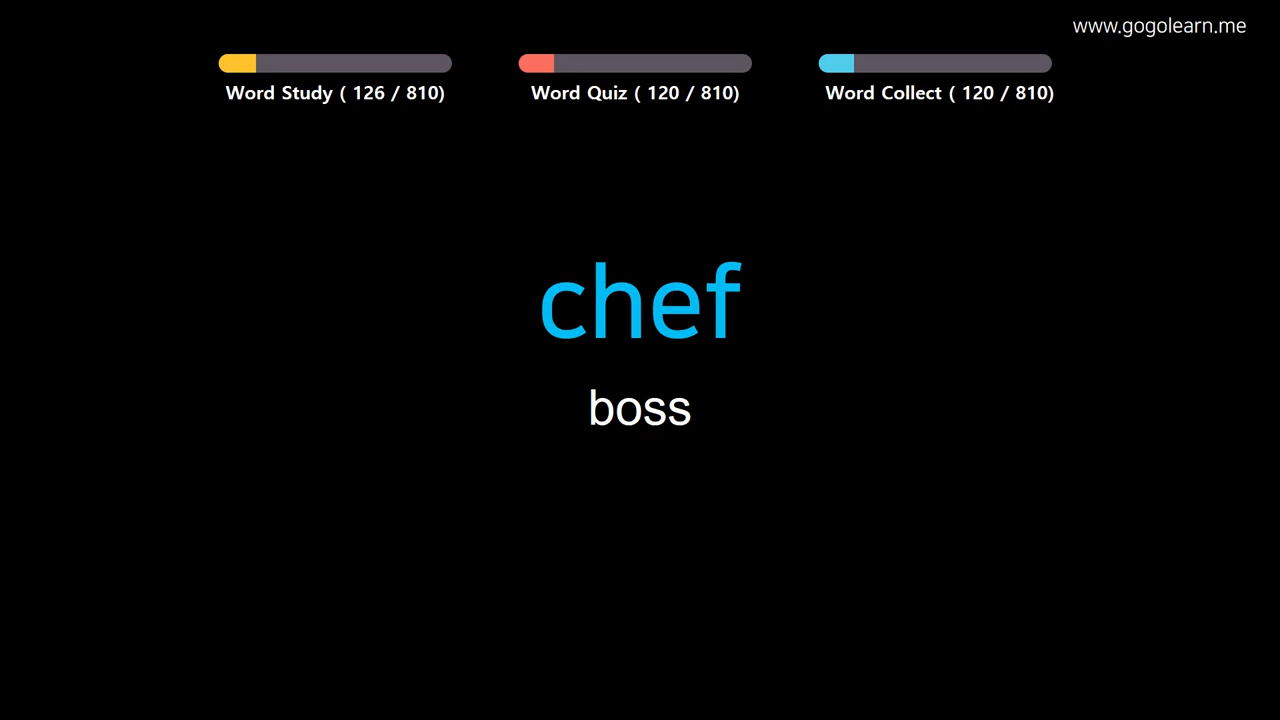 www.gogolearn.me
Word Study ( 126 / 810)
Word Quiz ( 120 / 810)
Word Collect ( 120 / 810)
chef
boss